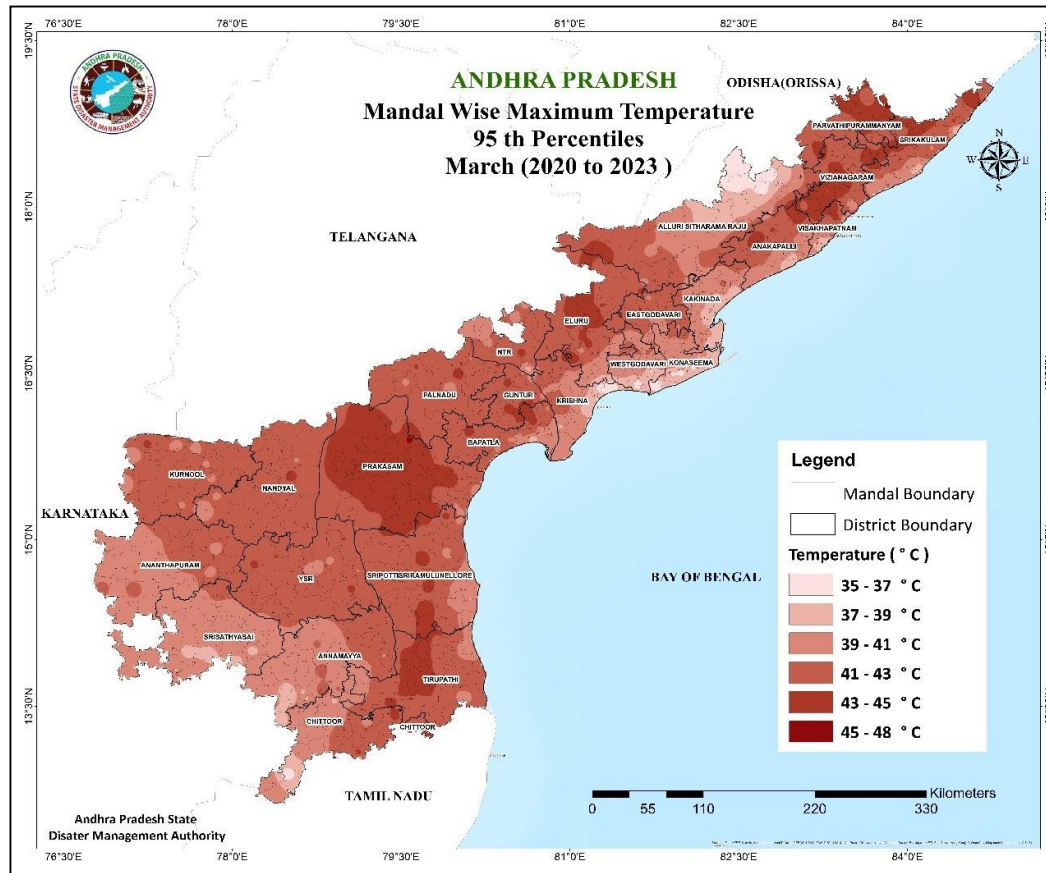 76°30'E 78°0'E 79°30'E 81°0'E 82°30'E 84°0'E
19°30'N
ANDHRA PRADESH
STATE DISASTER MANAGEMENT AUTHORITY
ANDHRA PRADESH
Mandal Wise Maximum Temperature
95 th Percentiles
March (2020 to 2023 )
ODISHA(ORISSA)
N
W E
S
PARVATHIPURAMMANYAM
SRIKAKULAM
VIZIANAGARAM
18°0'N
ALLURI SITHARAMA RAJU
VISAKHAPATNAM
TELANGANA
ANAKAPALLI
KAKINADA
EASTGODAVARI
ELURU
NTR
16°30'N
WESTGODAVARI
KONASEEMA
PALNADU
GUNTUR
KRISHNA
BAPATLA
PRAKASAM
KURNOOL
NANDYAL
KARNATAKA
15°0'N
ANANTHAPURAM
YSR
SRIPOTTISRIRAMULUNELLORE
BAY OF BENGAL
SRISATHYASAI
ANNAMAYYA
TIRUPATHI
13°30'N
CHITTOOR
CHITTOOR
TAMIL NADU
Legend
Mandal Boundary
District Boundary
Temperature ( ° C )
35 - 37 ° C
37 - 39 ° C
39 - 41 ° C
41 - 43 ° C
43 - 45 ° C
45 - 48 ° C
Kilometers
0 55 110 220 330
Andhra Pradesh State
Disater Management Authority
76°30'E 78°0'E 79°30'E 81°0'E 82°30'E 84°0'E